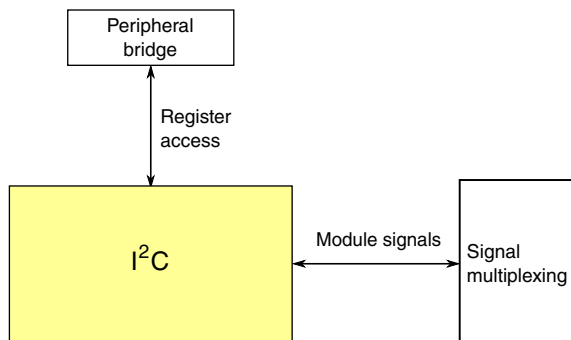 Peripheral
bridge
Register
access
I²C
Module signals
Signal
multiplexing